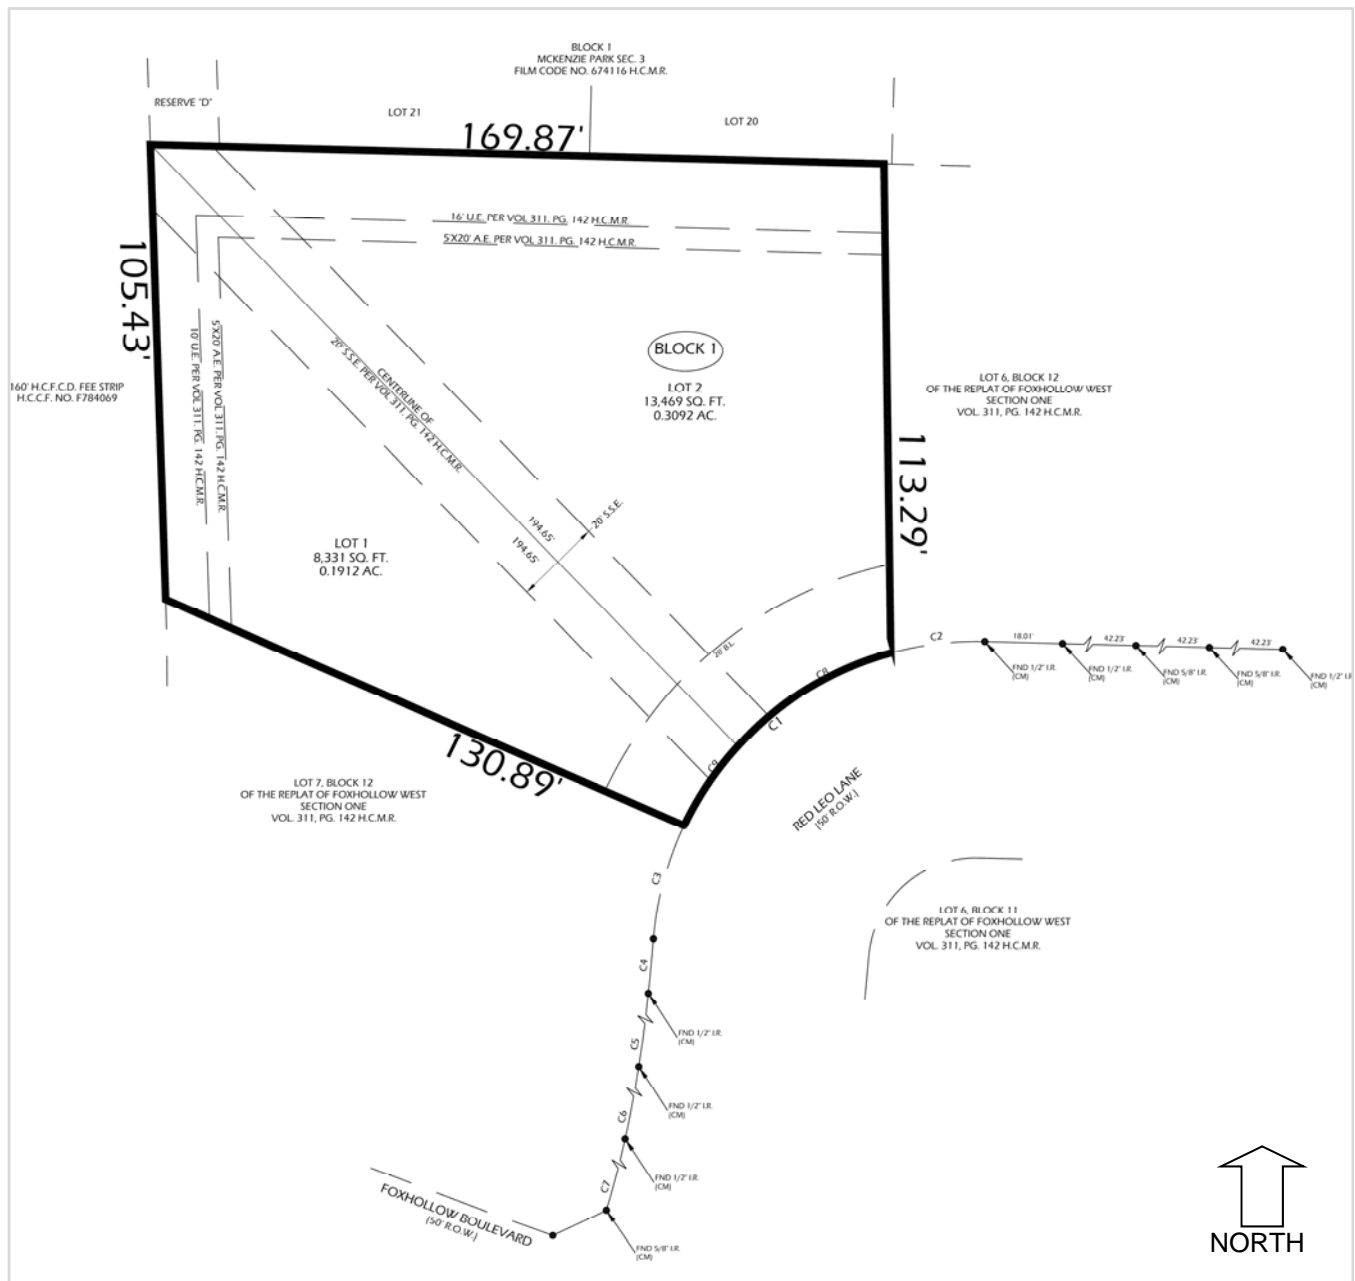 BLOCK 1
MCKENZIE PARK SEC. 3
FILM CODE NO. 674116 H.C.M.R.
RESERVE "D"
LOT 21
LOT 20
169.87'
16' U.E. PER VOL 311. PG. 142 H.C.M.R.
5'X20' A.E. PER VOL 311. PG. 142 H.C.M.R.
105.43'
10' U.E. PER VOL 311. PG. 142 H.C.M.R.
5'X20' A.E. PER VOL 311. PG. 142 H.C.M.R.
CENTERLINE OF
20' S.S.E. PER VOL 311. PG. 142 H.C.M.R.
BLOCK 1
LOT 2
13,469 SQ. FT.
0.3092 AC.
160' H.C.F.C.D. FEE STRIP
H.C.C.F. NO. F784069
LOT 6, BLOCK 12
OF THE REPLAT OF FOXHOLLOW WEST
SECTION ONE
VOL. 311, PG. 142 H.C.M.R.
113.29'
20' S.S.E.
194.65'
194.65'
LOT 1
8,331 SQ. FT.
0.1912 AC.
20' B.L.
C8
C1
C9
C2
18.01'
42.23'
42.23'
42.23'
FND 1/2" I.R.
(CM)
FND 1/2" I.R.
(CM)
FND 5/8" I.R.
(CM)
FND 5/8" I.R.
(CM)
FND 1/2" I.R
(CM)
130.89'
LOT 7, BLOCK 12
OF THE REPLAT OF FOXHOLLOW WEST
SECTION ONE
VOL. 311, PG. 142 H.C.M.R.
RED LEO LANE
(50' R.O.W.)
C3
LOT 6, BLOCK 11
OF THE REPLAT OF FOXHOLLOW WEST
SECTION ONE
VOL. 311, PG. 142 H.C.M.R.
C4
FND 1/2" I.R.
(CM)
C5
FND 1/2" I.R.
(CM)
C6
FND 1/2" I.R.
(CM)
C7
FOXHOLLOW BOULEVARD
(50' R.O.W.)
FND 5/8" I.R.
(CM)
NORTH